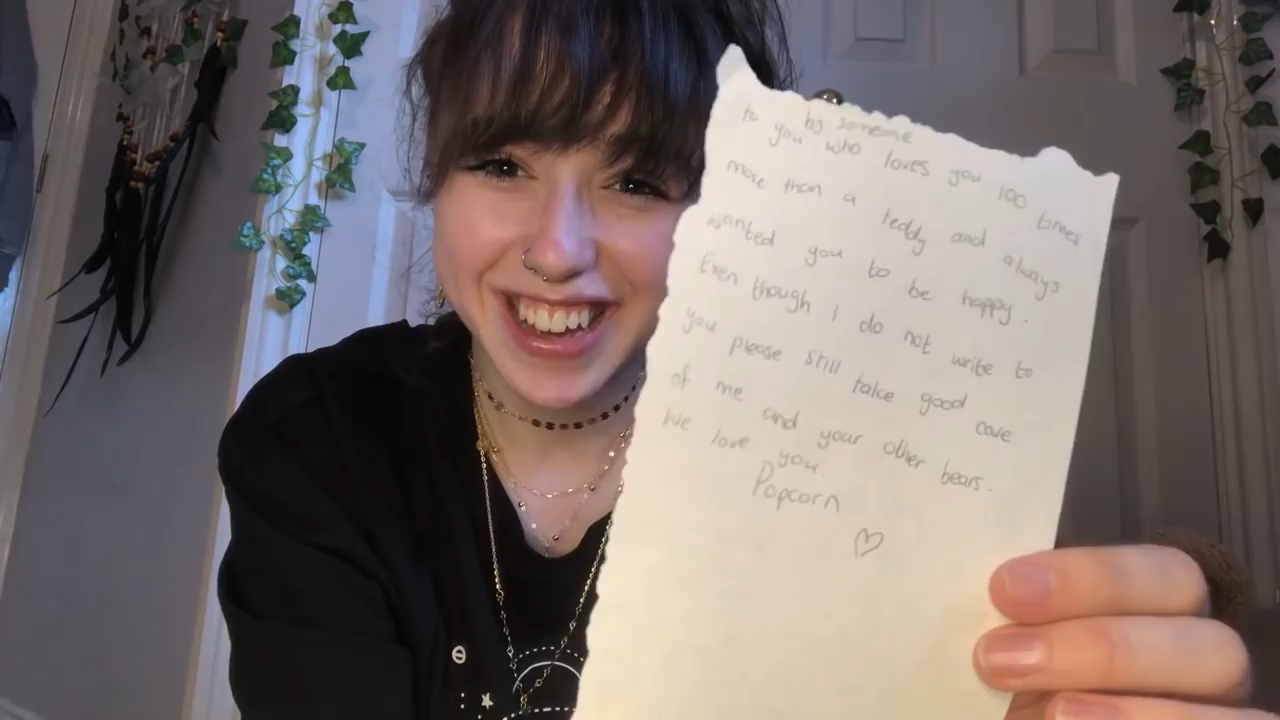 by someone
to you who loves you 100 times
more than a teddy and always
wanted you to be happy.
Even though I do not write to
you please still take good care
of me and your other bears.
We love you.
Popcorn